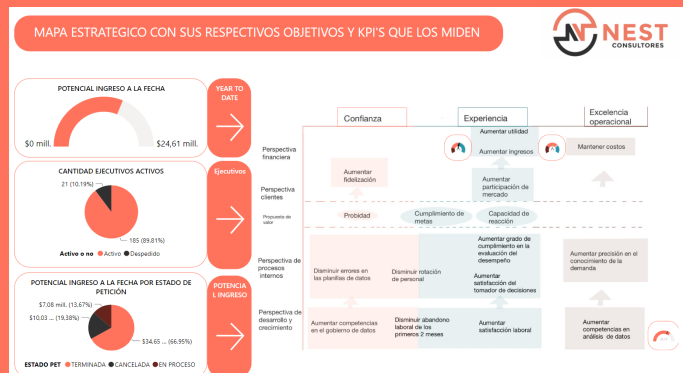 MAPA ESTRATEGICO CON SUS RESPECTIVOS OBJETIVOS Y KPI'S QUE LOS MIDEN
NEST
CONSULTORES
POTENCIAL INGRESO A LA FECHA
$0 mill.
$24,61 mill.
YEAR TO
DATE
CANTIDAD EJECUTIVOS ACTIVOS
21 (10,19%)
185 (89,81%)
Activo o no Activo Despedido
Ejecutivos
POTENCIAL INGRESO A LA FECHA POR ESTADO DE
PETICIÓN
$7,08 mill. (13,67%)
$10,03 ... (19,38%)
$34,65 ... (66,95%)
ESTADO PET TERMINADA CANCELADA EN PROCESO
POTENCIA
L INGRESO
Confianza
Experiencia
Excelencia
operacional
Perspectiva
financiera
Aumentar utilidad
Aumentar ingresos
Mantener costos
Perspectiva
clientes
Aumentar
fidelización
Aumentar
participación de
mercado
Propuesta de
valor
Probidad
Cumplimiento de
metas
Capacidad de
reacción
Perspectiva de
procesos
internos
Disminuir errores en
las planillas de datos
Disminuir rotación
de personal
Aumentar grado de
cumplimiento en la
evaluación del
desempeño
Aumentar
satisfacción del
tomador de decisiones
Aumentar precisión en el
conocimiento de la
demanda
Perspectiva de
desarrollo y
crecimiento
Aumentar competencias
en el gobierno de datos
Disminuir abandono
laboral de los
primeros 2 meses
Aumentar
satisfacción laboral
Aumentar
competencias en
análisis de datos